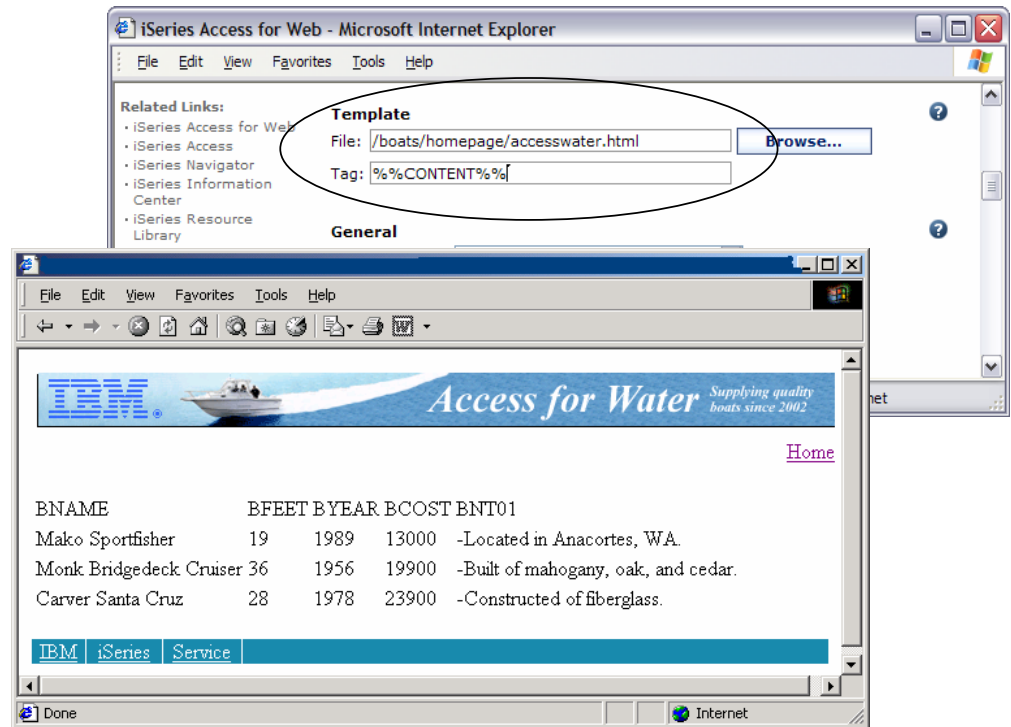 iSeries Access for Web - Microsoft Internet Explorer
File Edit View Favorites Tools Help
Related Links:
· iSeries Access for Web
· iSeries Access
· iSeries Navigator
· iSeries Information
Center
· iSeries Resource
Library
Template
File: /boats/homepage/accesswater.html Browse...
Tag: %%CONTENT%%
General
File Edit View Favorites Tools Help
IBM. Access for Water Supplying quality
boats since 2002
Home
BNAME BFEET BYEAR BCOST BNT01
Mako Sportfisher 19 1989 13000 -Located in Anacortes, WA.
Monk Bridgedeck Cruiser 36 1956 19900 -Built of mahogany, oak, and cedar.
Carver Santa Cruz 28 1978 23900 -Constructed of fiberglass.
IBM iSeries Service
Done Internet